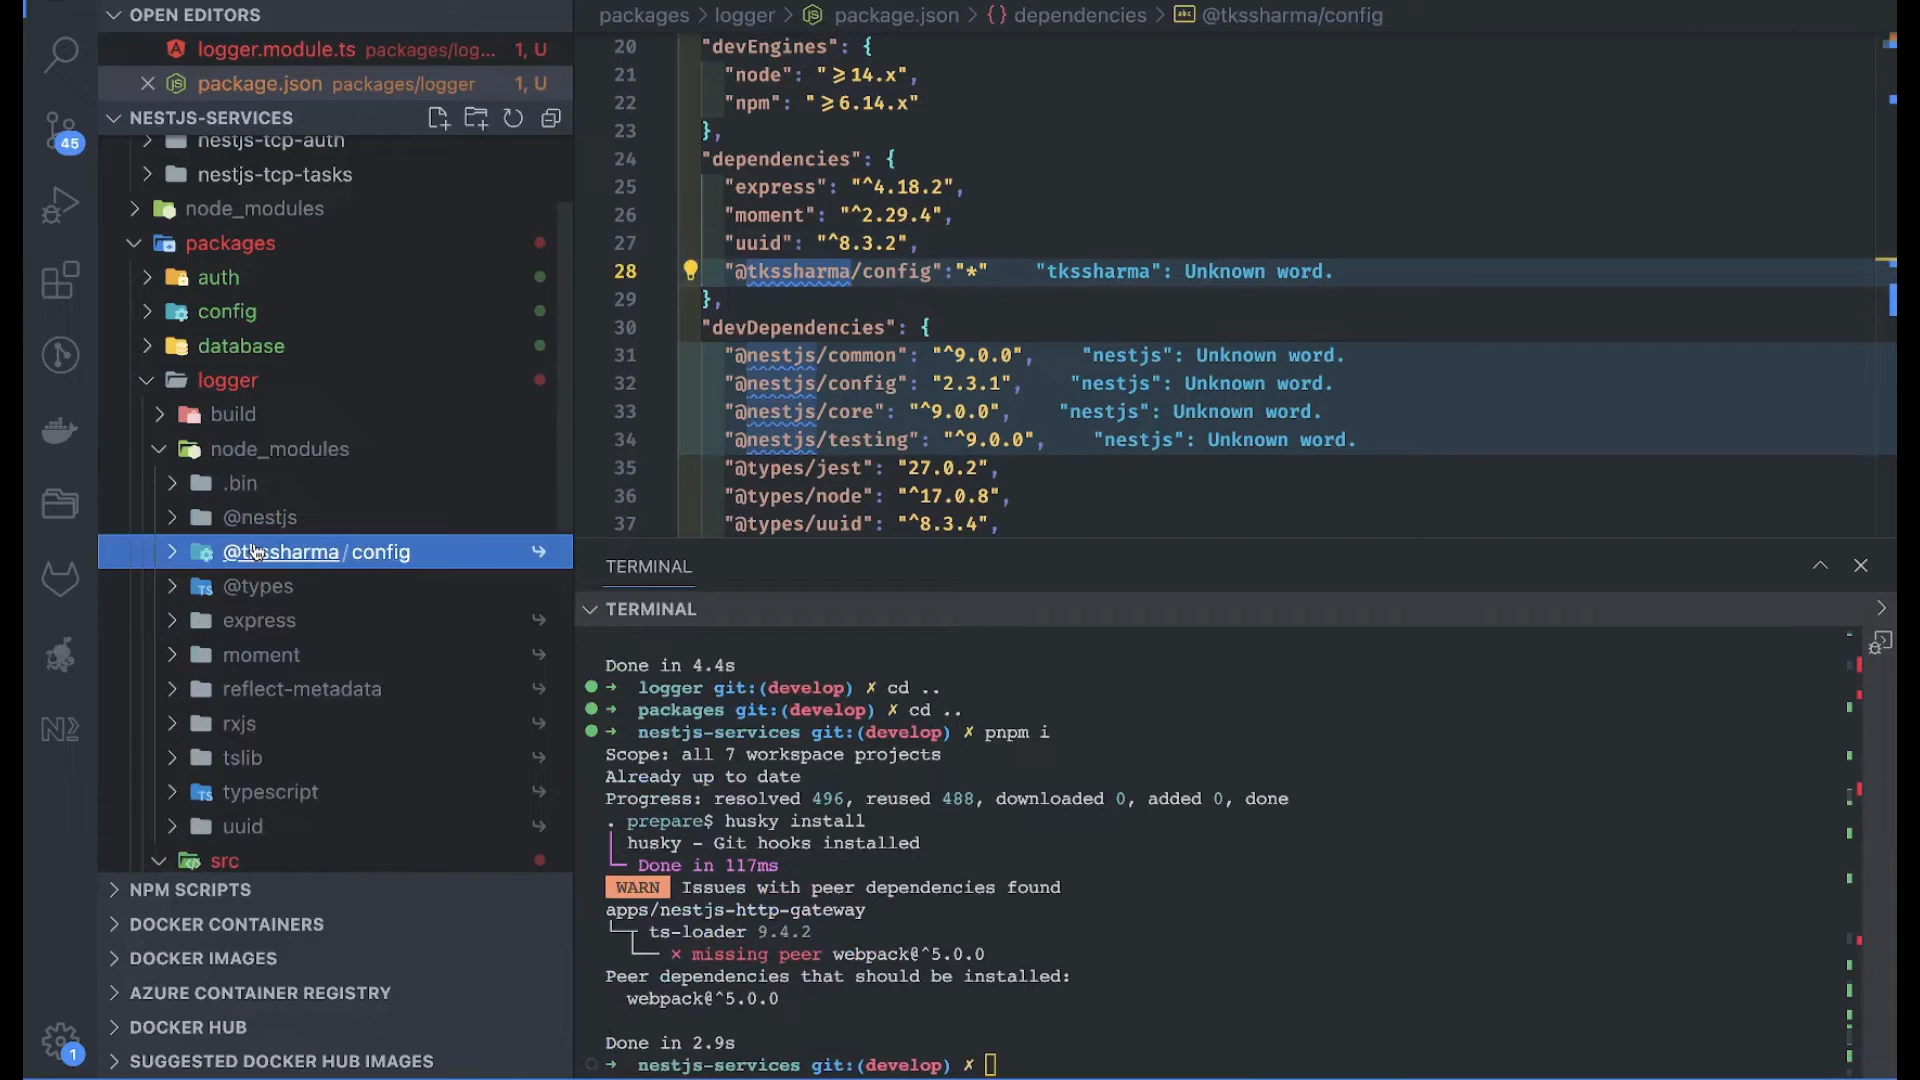 OPEN EDITORS
logger.module.ts packages/log... 1, U
package.json packages/logger 1, U
NESTJS-SERVICES
45
nestjs-tcp-auth
nestjs-tcp-tasks
node_modules
packages
auth
config
database
logger
build
node_modules
.bin
@nestjs
@tkssharma/config
@types
express
moment
reflect-metadata
rxjs
tslib
typescript
uuid
src
NPM SCRIPTS
DOCKER CONTAINERS
DOCKER IMAGES
AZURE CONTAINER REGISTRY
DOCKER HUB
1
SUGGESTED DOCKER HUB IMAGES
packages > logger > package.json > {} dependencies > abc @tkssharma/config
20 "devEngines": {
21 "node": ">=14.x",
22 "npm": ">=6.14.x"
23 },
24 "dependencies": {
25 "express": "^4.18.2",
26 "moment": "^2.29.4",
27 "uuid": "^8.3.2",
28 "@tkssharma/config":"*" "tkssharma": Unknown word.
29 },
30 "devDependencies": {
31 "@nestjs/common": "^9.0.0", "nestjs": Unknown word.
32 "@nestjs/config": "2.3.1", "nestjs": Unknown word.
33 "@nestjs/core": "^9.0.0", "nestjs": Unknown word.
34 "@nestjs/testing": "^9.0.0", "nestjs": Unknown word.
35 "@types/jest": "27.0.2",
36 "@types/node": "^17.0.8",
37 "@types/uuid": "^8.3.4",
TERMINAL
TERMINAL
Done in 4.4s
→ logger git:(develop) ✗ cd ..
→ packages git:(develop) ✗ cd ..
→ nestjs-services git:(develop) ✗ pnpm i
Scope: all 7 workspace projects
Already up to date
Progress: resolved 496, reused 488, downloaded 0, added 0, done
. prepare$ husky install
│ husky - Git hooks installed
└─ Done in 117ms
WARN Issues with peer dependencies found
apps/nestjs-http-gateway
└─┬ ts-loader 9.4.2
└── ✕ missing peer webpack@^5.0.0
Peer dependencies that should be installed:
webpack@^5.0.0
Done in 2.9s
→ nestjs-services git:(develop) ✗